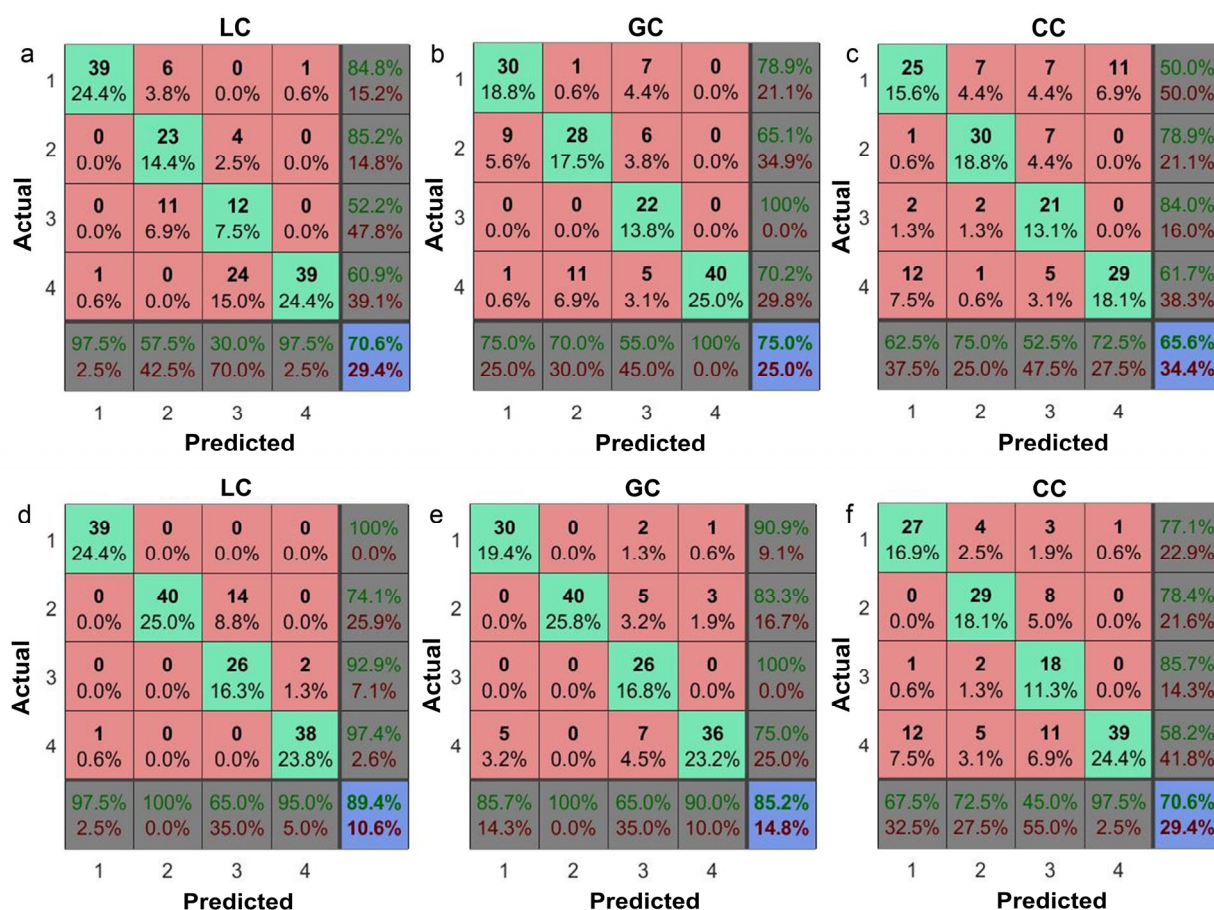 LC GC CC
a b c
1 39 6 0 1 84.8% 30 1 7 0 78.9% 25 7 7 11 50.0%
24.4% 3.8% 0.0% 0.6% 15.2% 18.8% 0.6% 4.4% 0.0% 21.1% 15.6% 4.4% 4.4% 6.9% 50.0%
2 0 23 4 0 85.2% 9 28 6 0 65.1% 1 30 7 0 78.9%
0.0% 14.4% 2.5% 0.0% 14.8% 5.6% 17.5% 3.8% 0.0% 34.9% 0.6% 18.8% 4.4% 0.0% 21.1%
3 0 11 12 0 52.2% 0 0 22 0 100% 2 2 21 0 84.0%
0.0% 6.9% 7.5% 0.0% 47.8% 0.0% 0.0% 13.8% 0.0% 0.0% 1.3% 1.3% 13.1% 0.0% 16.0%
4 1 0 24 39 60.9% 1 11 5 40 70.2% 12 1 5 29 61.7%
0.6% 0.0% 15.0% 24.4% 39.1% 0.6% 6.9% 3.1% 25.0% 29.8% 7.5% 0.6% 3.1% 18.1% 38.3%
Actual
97.5% 57.5% 30.0% 97.5% 70.6% 75.0% 70.0% 55.0% 100% 75.0% 62.5% 75.0% 52.5% 72.5% 65.6%
2.5% 42.5% 70.0% 2.5% 29.4% 25.0% 30.0% 45.0% 0.0% 25.0% 37.5% 25.0% 47.5% 27.5% 34.4%
1 2 3 4 1 2 3 4 1 2 3 4
Predicted Predicted Predicted
LC GC CC
d e f
1 39 0 0 0 100% 30 0 2 1 90.9% 27 4 3 1 77.1%
24.4% 0.0% 0.0% 0.0% 0.0% 19.4% 0.0% 1.3% 0.6% 9.1% 16.9% 2.5% 1.9% 0.6% 22.9%
2 0 40 14 0 74.1% 0 40 5 3 83.3% 0 29 8 0 78.4%
0.0% 25.0% 8.8% 0.0% 25.9% 0.0% 25.8% 3.2% 1.9% 16.7% 0.0% 18.1% 5.0% 0.0% 21.6%
3 0 0 26 2 92.9% 0 0 26 0 100% 1 2 18 0 85.7%
0.0% 0.0% 16.3% 1.3% 7.1% 0.0% 0.0% 16.8% 0.0% 0.0% 0.6% 1.3% 11.3% 0.0% 14.3%
4 1 0 0 38 97.4% 5 0 7 36 75.0% 12 5 11 39 58.2%
0.6% 0.0% 0.0% 23.8% 2.6% 3.2% 0.0% 4.5% 23.2% 25.0% 7.5% 3.1% 6.9% 24.4% 41.8%
Actual
97.5% 100% 65.0% 95.0% 89.4% 85.7% 100% 65.0% 90.0% 85.2% 67.5% 72.5% 45.0% 97.5% 70.6%
2.5% 0.0% 35.0% 5.0% 10.6% 14.3% 0.0% 35.0% 10.0% 14.8% 32.5% 27.5% 55.0% 2.5% 29.4%
1 2 3 4 1 2 3 4 1 2 3 4
Predicted Predicted Predicted